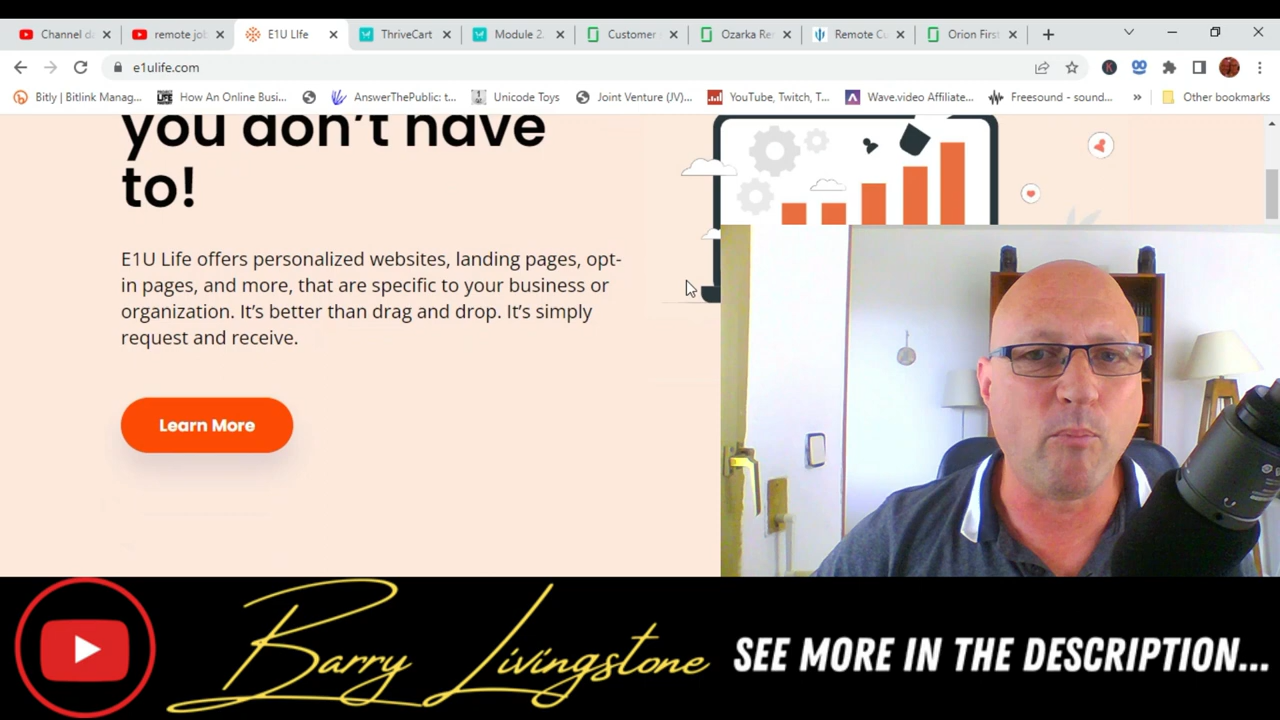 Channel da
remote job
E1U LIfe
ThriveCart
Module 2.
Customer
Ozarka Re
Remote Cu
Orion First
e1ulife.com
Bitly | Bitlink Manag...
How An Online Busi...
AnswerThePublic: t...
Unicode Toys
Joint Venture (JV)...
YouTube, Twitch, T...
Wave.video Affiliate...
Freesound - sound...
Other bookmarks
you don't have
to!
E1U Life offers personalized websites, landing pages, opt-
in pages, and more, that are specific to your business or
organization. It's better than drag and drop. It's simply
request and receive.
Learn More
Barry Livingstone
SEE MORE IN THE DESCRIPTION...